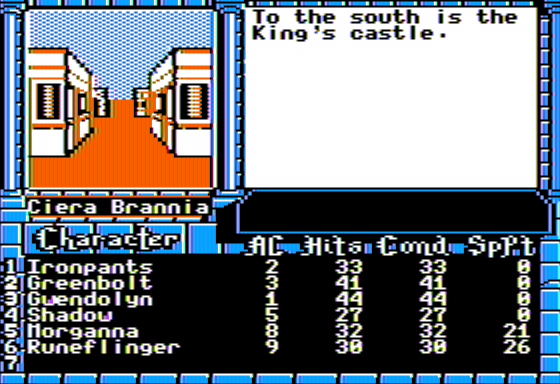 To the south is the
King's castle.
Ciera Brannia
Character AC Hits Cond SpPt
1 Ironpants 2 33 33 0
2 Greenbolt 3 41 41 0
3 Gwendolyn 1 44 44 0
4 Shadow 5 27 27 0
5 Morganna 8 32 32 21
6 Runeflinger 9 30 30 26
7